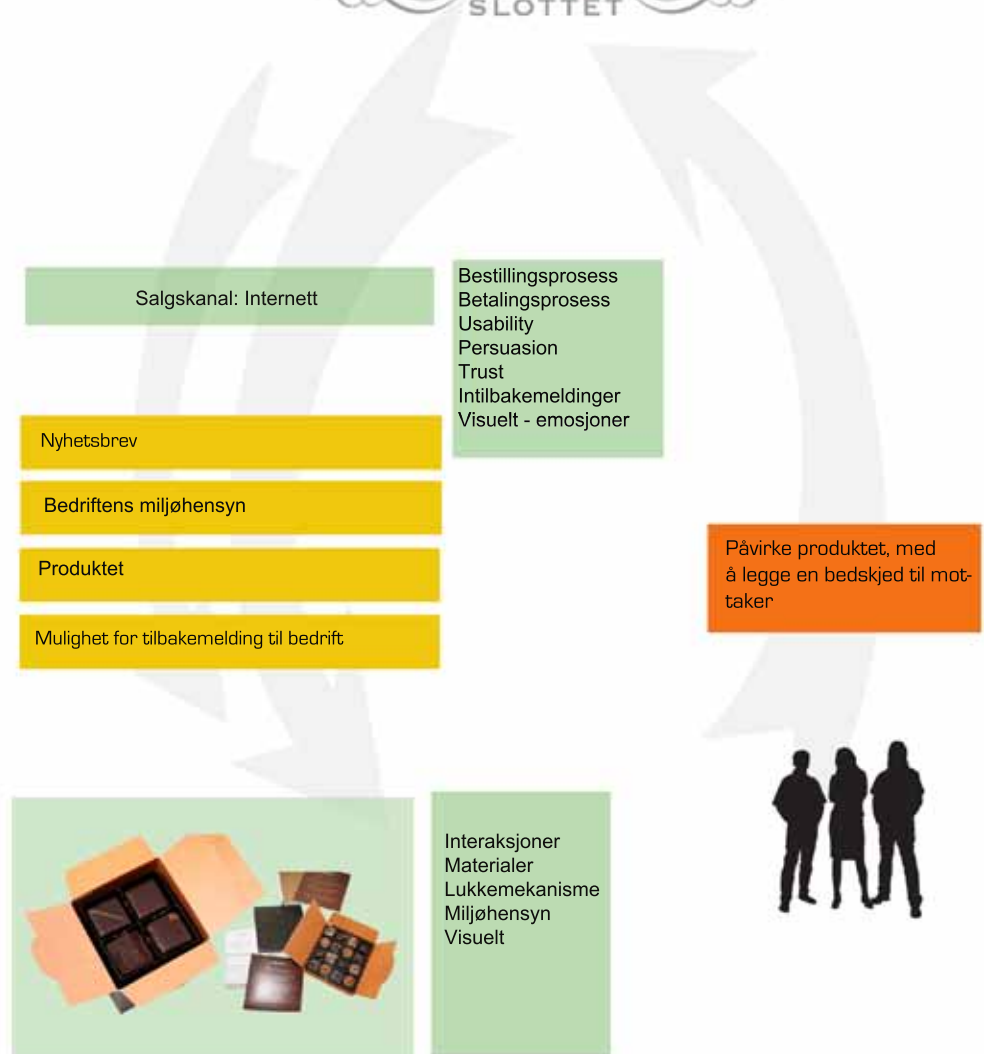 SLOTTET
Salgskanal: Internett
Bestillingsprosess
Betalingsprosess
Usability
Persuasion
Trust
Intilbakemeldinger
Visuelt - emosjoner
Nyhetsbrev
Bedriftens miljøhensyn
Produktet
Mulighet for tilbakemelding til bedrift
Påvirke produktet, med
å legge en bedskjed til mot-
taker
Interaksjoner
Materialer
Lukkemekanisme
Miljøhensyn
Visuelt